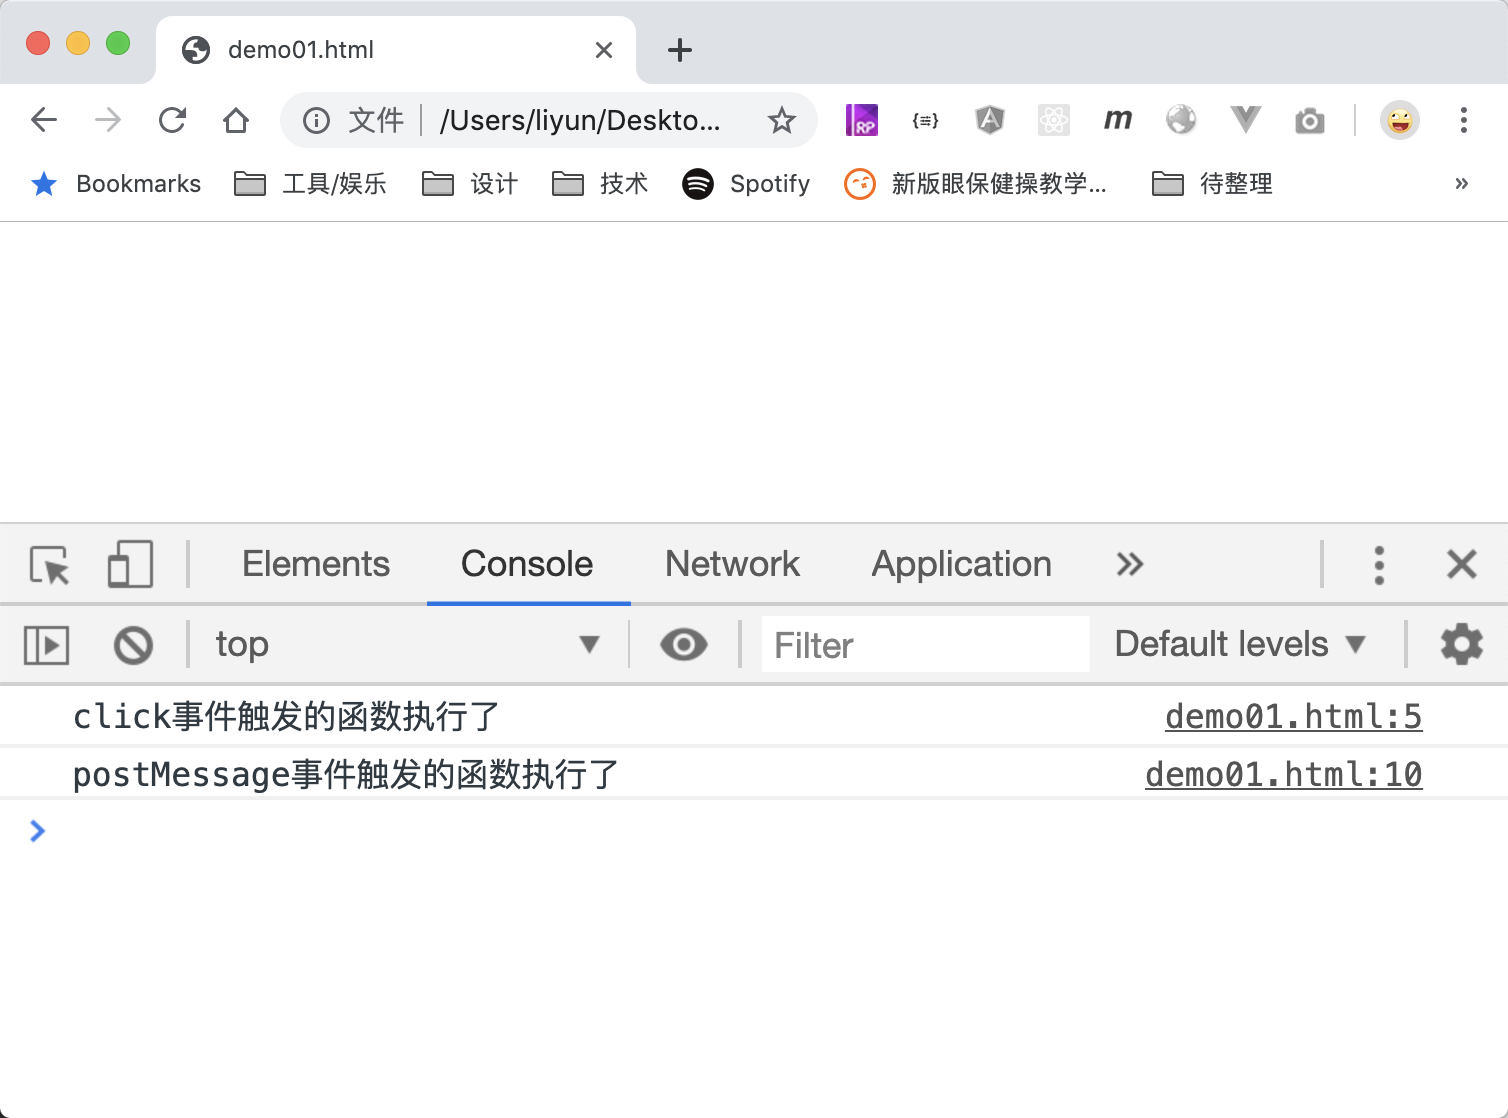 demo01.html
文件 /Users/liyun/Deskto...
RP {≡} A m
Bookmarks 工具/娱乐 设计 技术 Spotify 新版眼保健操教学... 待整理 »
Elements Console Network Application »
top Filter Default levels
click事件触发的函数执行了 demo01.html:5
postMessage事件触发的函数执行了 demo01.html:10